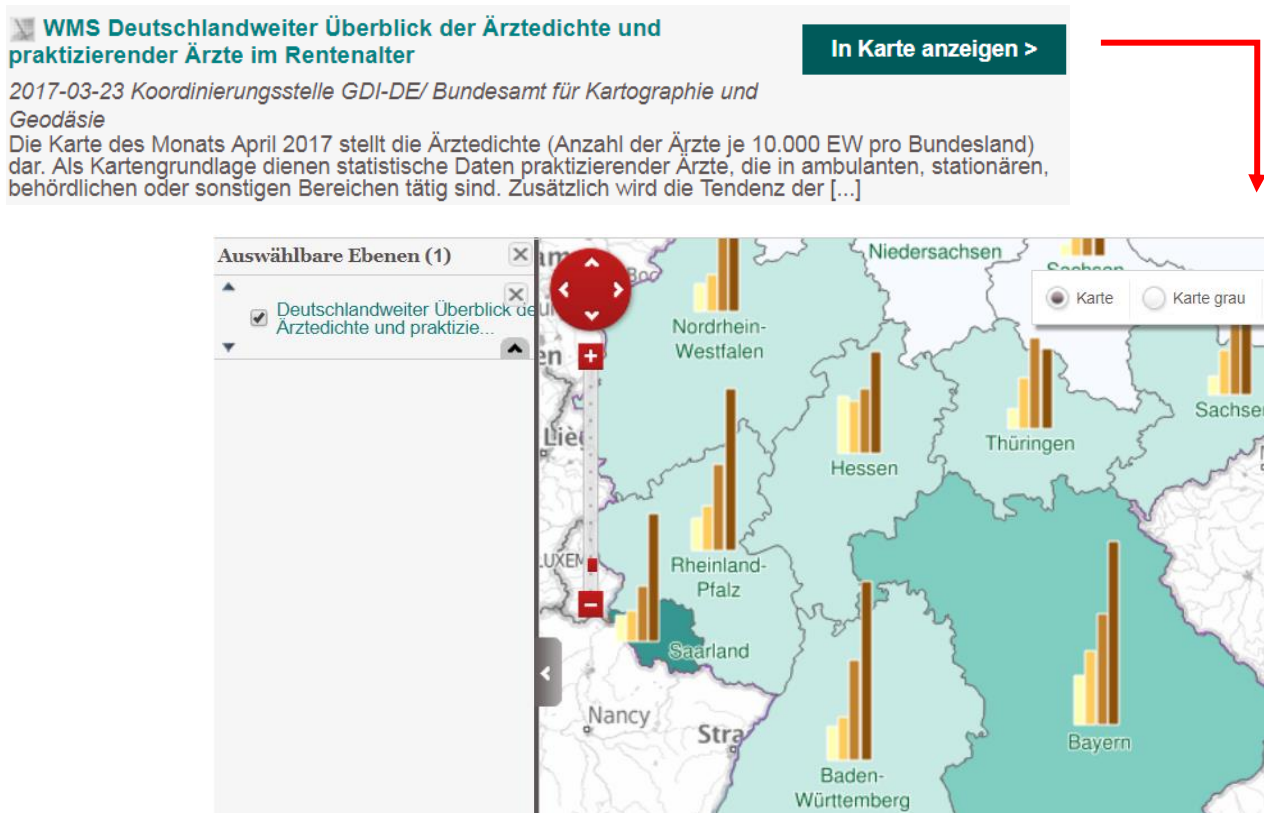 WMS Deutschlandweiter Überblick der Ärztedichte und
praktizierender Ärzte im Rentenalter
In Karte anzeigen >
2017-03-23 Koordinierungsstelle GDI-DE/ Bundesamt für Kartographie und
Geodäsie
Die Karte des Monats April 2017 stellt die Ärztedichte (Anzahl der Ärzte je 10.000 EW pro Bundesland)
dar. Als Kartengrundlage dienen statistische Daten praktizierender Ärzte, die in ambulanten, stationären,
behördlichen oder sonstigen Bereichen tätig sind. Zusätzlich wird die Tendenz der [...]
Auswählbare Ebenen (1)
Deutschlandweiter Überblick de
Ärztedichte und praktizie...
Niedersachsen
Karte
Karte grau
Nordrhein-
Westfalen
Sachsen
Thüringen
Hessen
Rheinland-
Pfalz
Saarland
Nancy
Stra
Bayern
Baden-
Württemberg